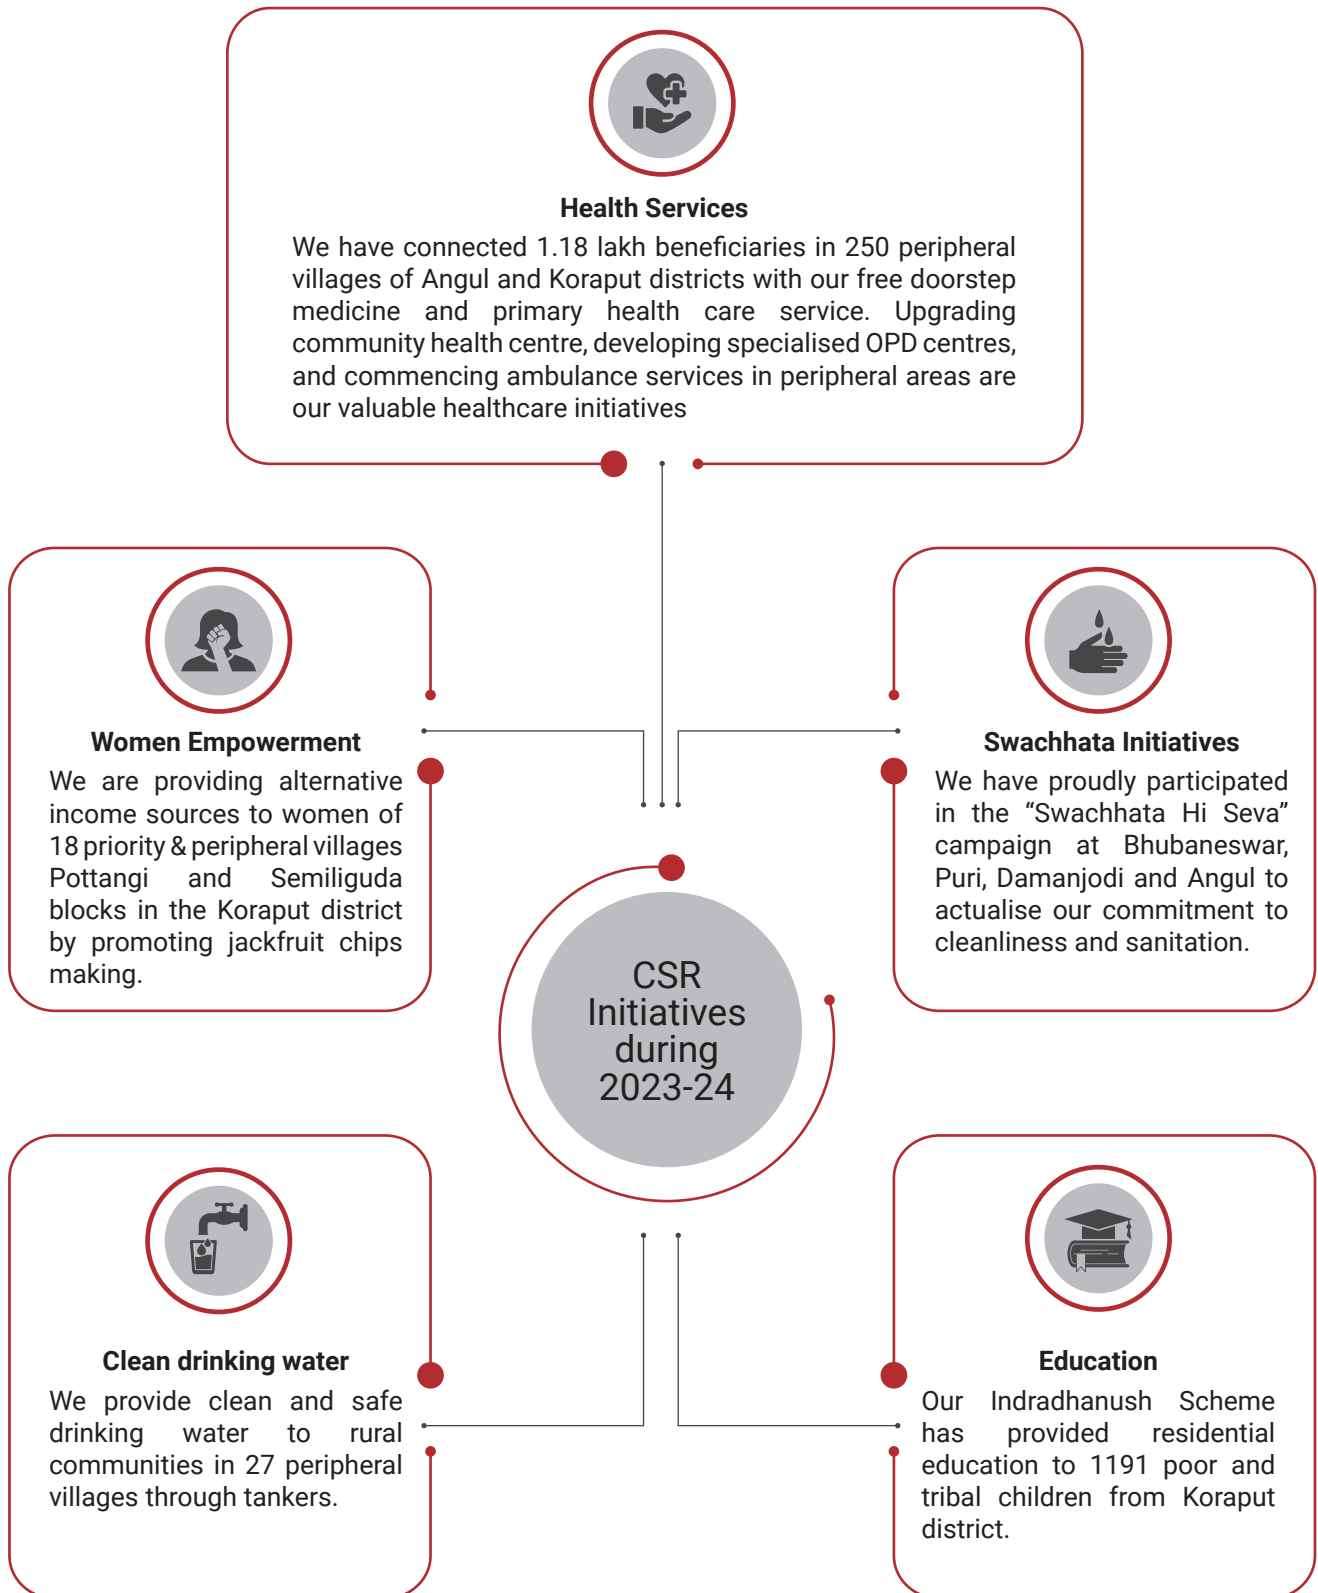 Health Services
We have connected 1.18 lakh beneficiaries in 250 peripheral
villages of Angul and Koraput districts with our free doorstep
medicine and primary health care service. Upgrading
community health centre, developing specialised OPD centres,
and commencing ambulance services in peripheral areas are
our valuable healthcare initiatives
Women Empowerment
We are providing alternative
income sources to women of
18 priority & peripheral villages
Pottangi and Semiliguda
blocks in the Koraput district
by promoting jackfruit chips
making.
Swachhata Initiatives
We have proudly participated
in the “Swachhata Hi Seva”
campaign at Bhubaneswar,
Puri, Damanjodi and Angul to
actualise our commitment to
cleanliness and sanitation.
CSR
Initiatives
during
2023-24
Clean drinking water
We provide clean and safe
drinking water to rural
communities in 27 peripheral
villages through tankers.
Education
Our Indradhanush Scheme
has provided residential
education to 1191 poor and
tribal children from Koraput
district.